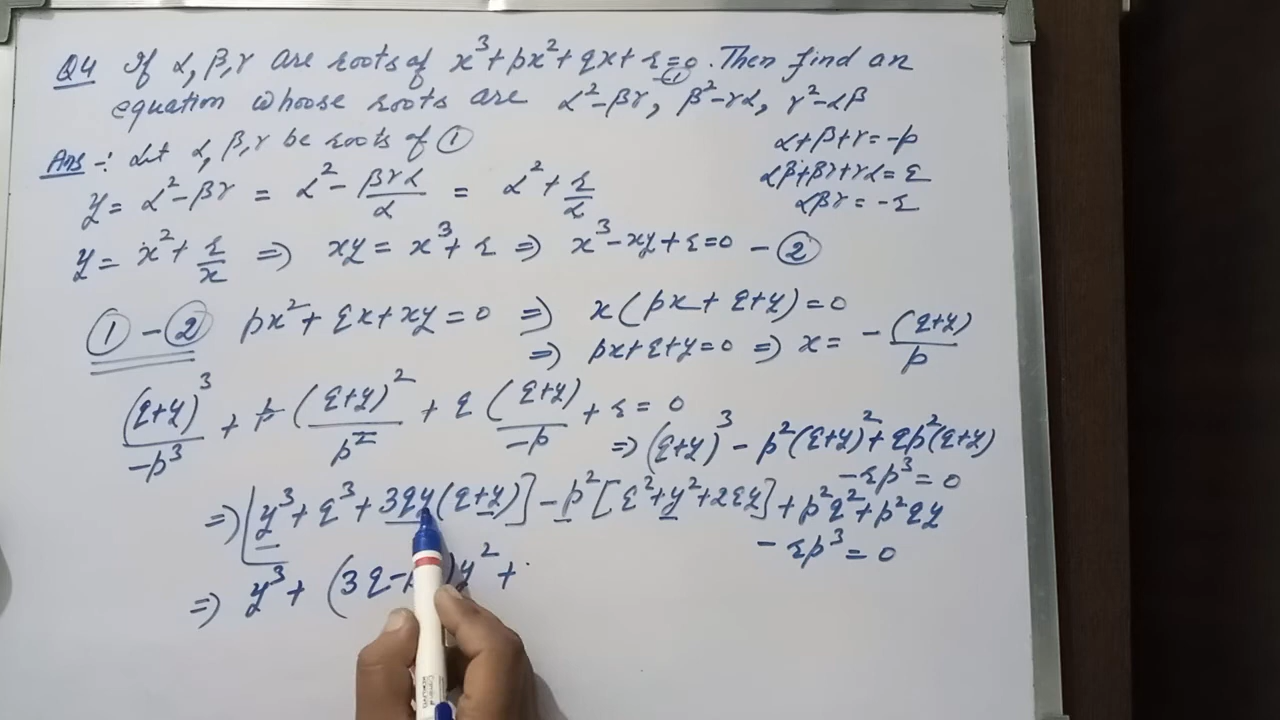 Q4 If α, β, γ are roots of x³+px²+qx+r=0 ①. Then find an
equation whose roots are α²-βγ, β²-γα, γ²-αβ
Ans -: Let α, β, γ be roots of ①
α+β+γ=-p
αβ+βγ+γα=q
αβγ=-r
y= α²-βγ = α²-βγα/α = α²+r/α
y= x²+r/x ⇒ xy = x³+r ⇒ x³-xy+r=0 - ②
①-② px²+qx+xy=0 ⇒ x(px+q+y)=0
⇒ px+q+y=0 ⇒ x= -(q+y)/p
(q+y)³/-p³ + p(q+y)²/p² + q(q+y)/-p + r = 0
⇒ (q+y)³ - p²(q+y)² + qp²(q+y)
-rp³=0
⇒ [y³+q³+3qy(q+y)] - p²[q²+y²+2qy] + p²q²+p²qy
-rp³=0
⇒ y³+ (3q-p )y²+